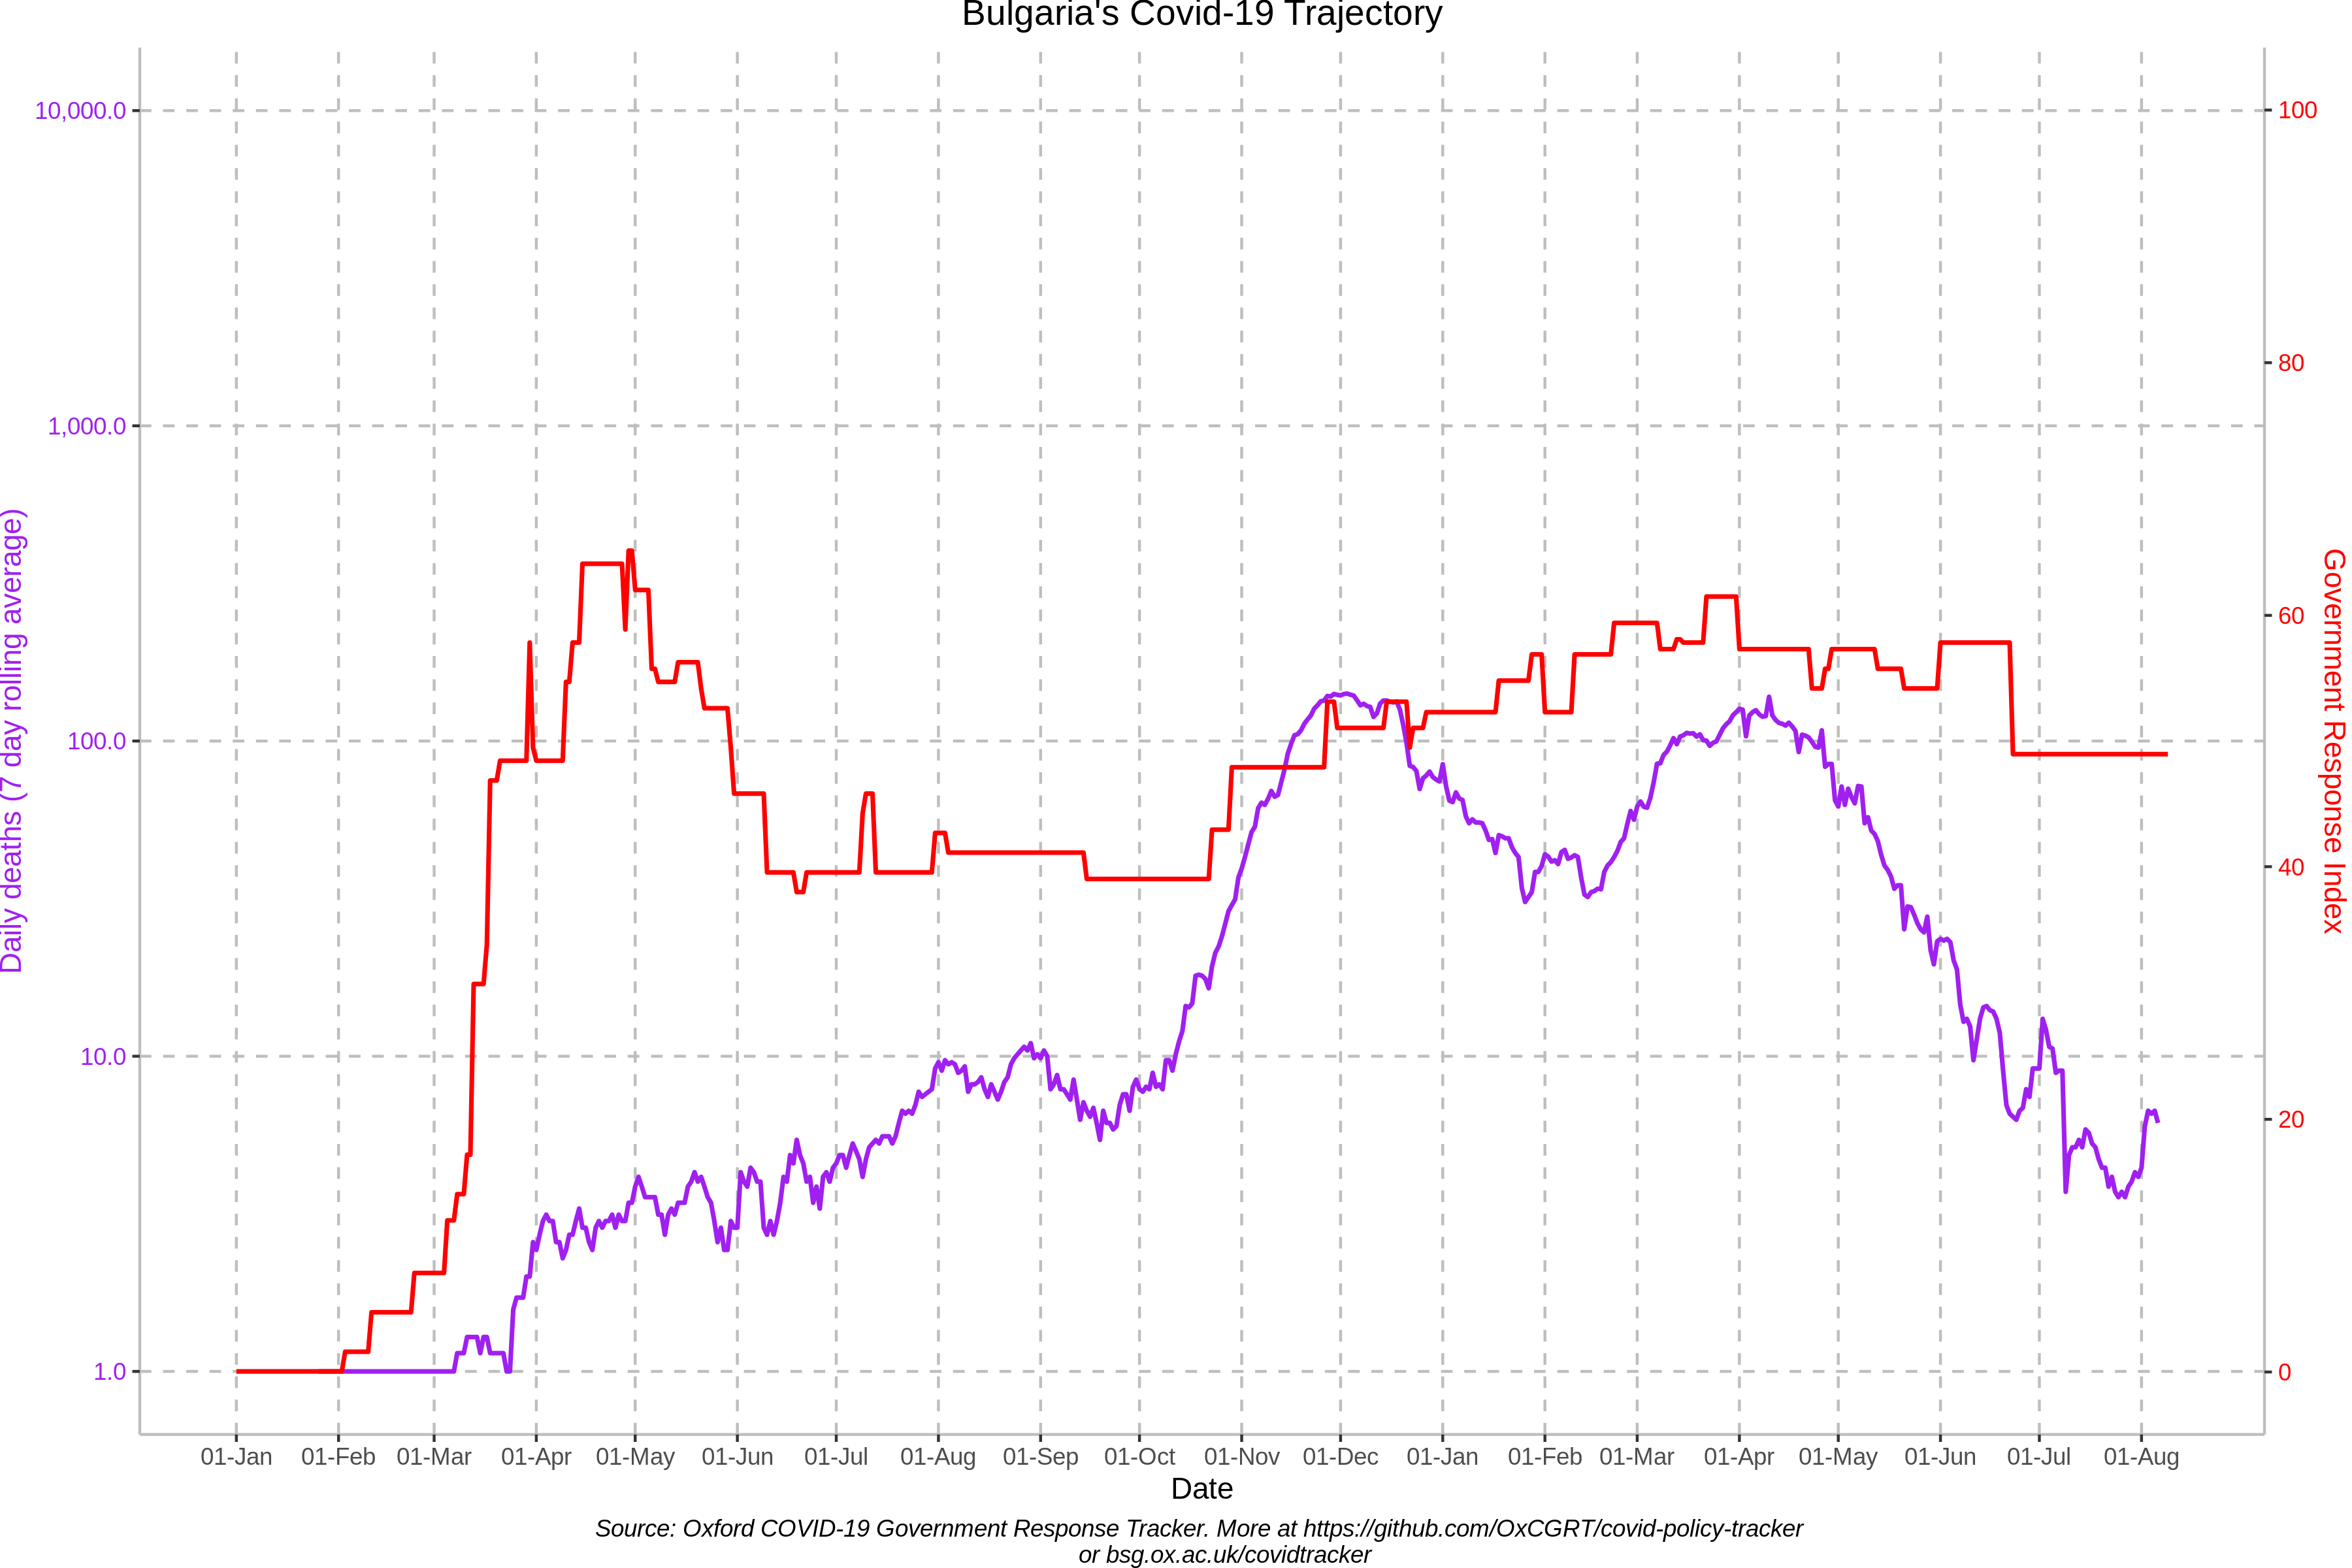 Bulgaria's Covid-19 Trajectory
10,000.0
1,000.0
100.0
10.0
1.0
Daily deaths (7 day rolling average)
100
80
60
40
20
0
Government Response Index
01-Jan 01-Feb 01-Mar 01-Apr 01-May 01-Jun 01-Jul 01-Aug 01-Sep 01-Oct 01-Nov 01-Dec 01-Jan 01-Feb 01-Mar 01-Apr 01-May 01-Jun 01-Jul 01-Aug
Date
Source: Oxford COVID-19 Government Response Tracker. More at https://github.com/OxCGRT/covid-policy-tracker
or bsg.ox.ac.uk/covidtracker